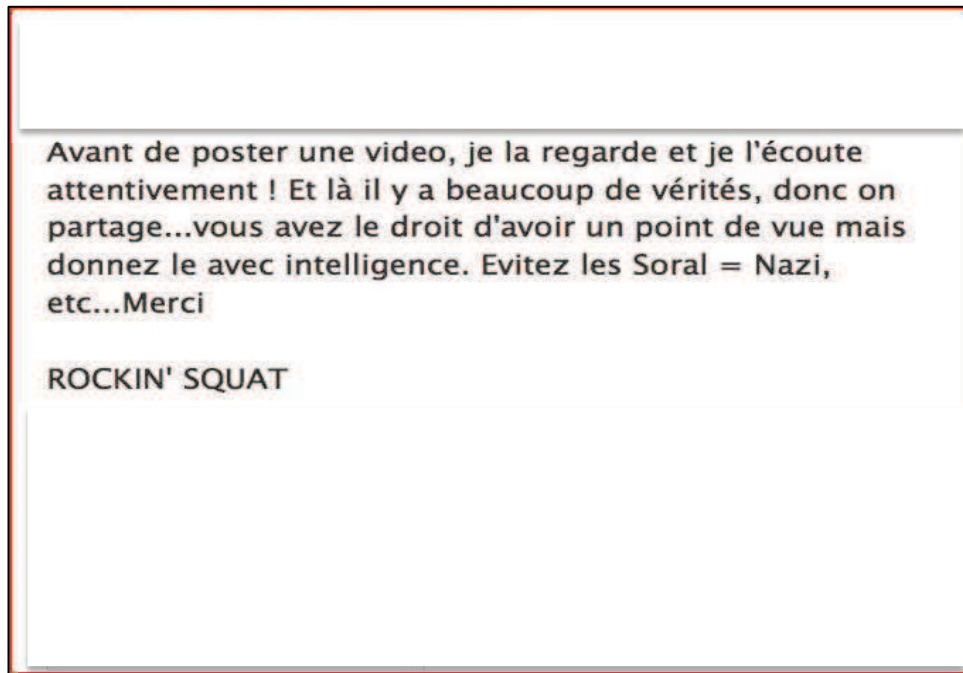 Avant de poster une video, je la regarde et je l'écoute
attentivement ! Et là il y a beaucoup de vérités, donc on
partage...vous avez le droit d'avoir un point de vue mais
donnez le avec intelligence. Evitez les Soral = Nazi,
etc...Merci
ROCKIN' SQUAT